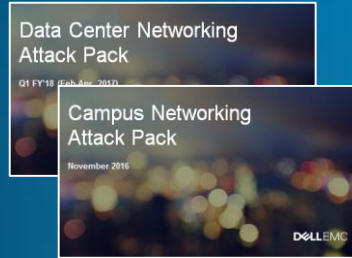 Data Center Networking
Attack Pack
Q1 FY'18 (Feb-Apr, 2017)
Campus Networking
Attack Pack
November 2016
DELLEMC